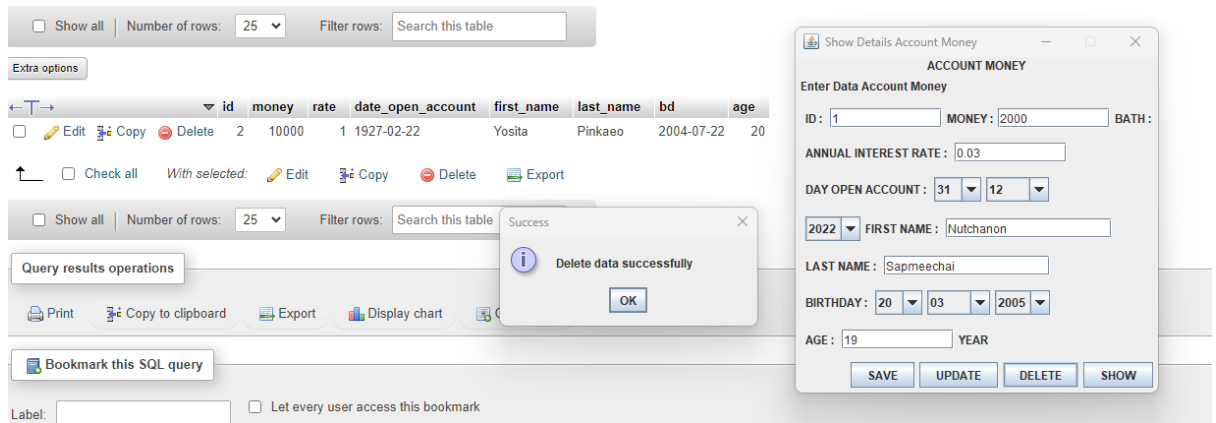 Show all Number of rows: 25 Filter rows: Search this table
Extra options
id money rate date_open_account first_name last_name bd age
Edit Copy Delete 2 10000 1 1927-02-22 Yosita Pinkaeo 2004-07-22 20
Check all With selected: Edit Copy Delete Export
Show all Number of rows: 25 Filter rows: Search this table
Query results operations
Print Copy to clipboard Export Display chart
Bookmark this SQL query
Label: Let every user access this bookmark
Success
Delete data successfully
OK
Show Details Account Money
ACCOUNT MONEY
Enter Data Account Money
ID : 1 MONEY : 2000 BATH :
ANNUAL INTEREST RATE : 0.03
DAY OPEN ACCOUNT : 31 12
2022 FIRST NAME : Nutchanon
LAST NAME : Sapmeechai
BIRTHDAY : 20 03 2005
AGE : 19 YEAR
SAVE UPDATE DELETE SHOW